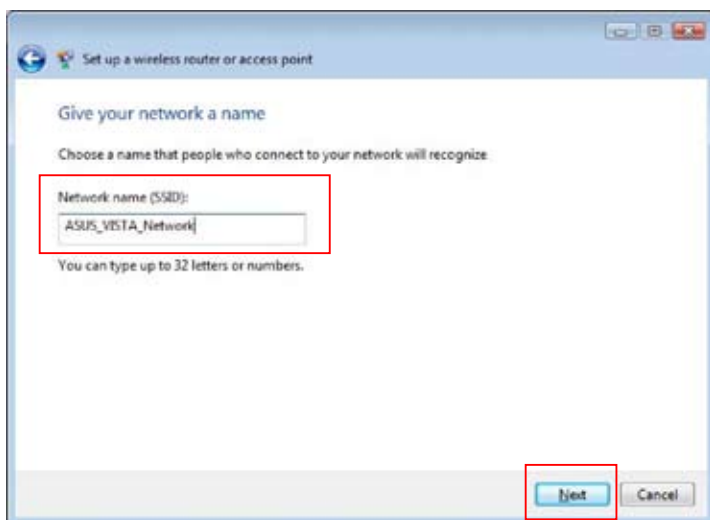 Set up a wireless router or access point
Give your network a name
Choose a name that people who connect to your network will recognize
Network name (SSID):
ASUS_VISTA_Network
You can type up to 32 letters or numbers.
Next
Cancel